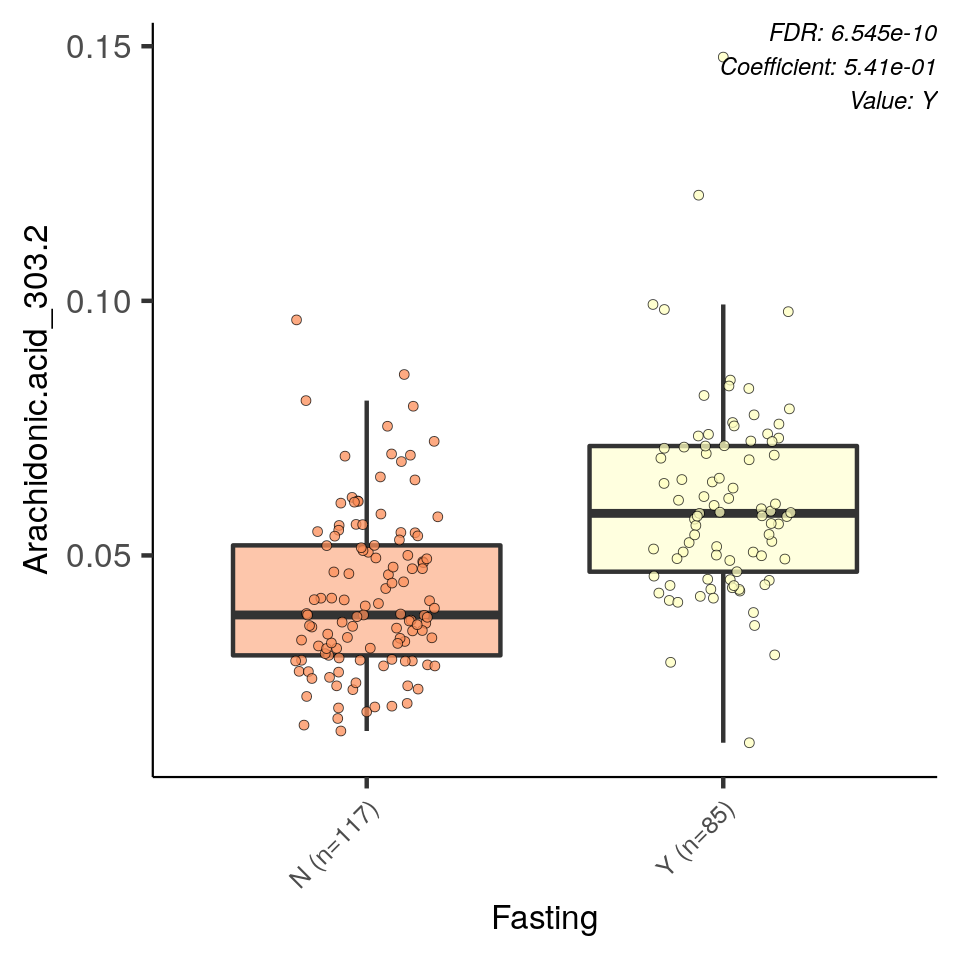 FDR: 6.545e-10
Coefficient: 5.41e-01
Value: Y
0.15
0.10
0.05
Arachidonic.acid_303.2
N (n=117)
Y (n=85)
Fasting